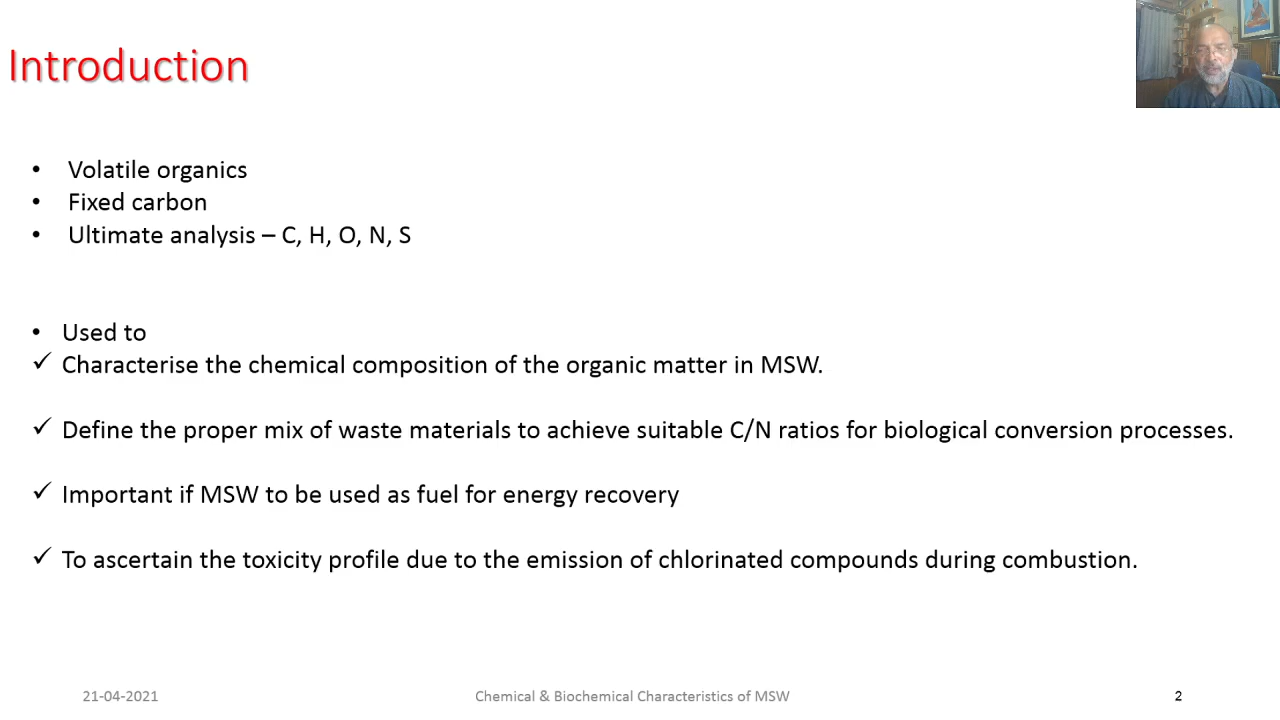 Introduction
• Volatile organics
• Fixed carbon
• Ultimate analysis – C, H, O, N, S
• Used to
✓ Characterise the chemical composition of the organic matter in MSW.
✓ Define the proper mix of waste materials to achieve suitable C/N ratios for biological conversion processes.
✓ Important if MSW to be used as fuel for energy recovery
✓ To ascertain the toxicity profile due to the emission of chlorinated compounds during combustion.
21-04-2021
Chemical & Biochemical Characteristics of MSW
2